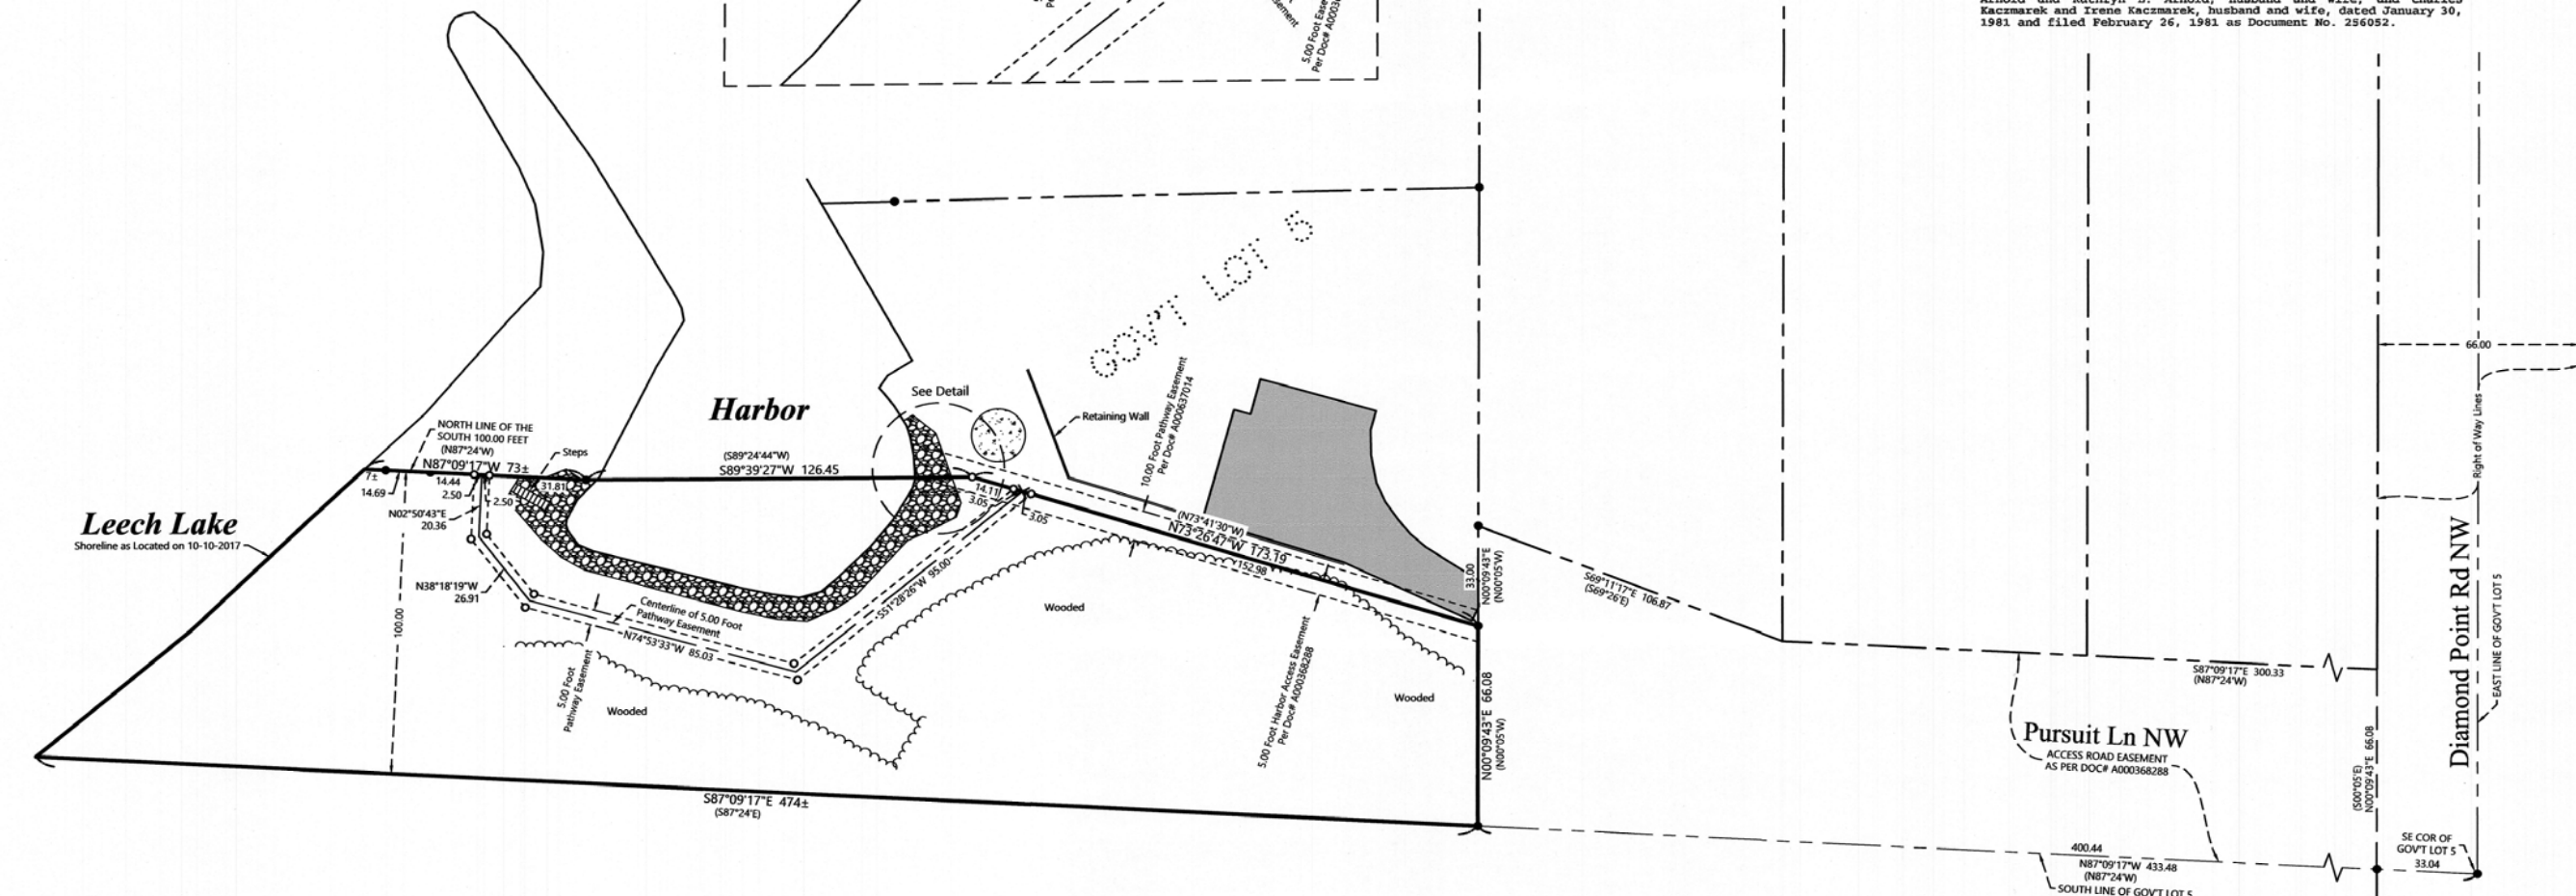 Kaczmarek and Irene Kaczmarek, husband and wife, dated January 30,
1981 and filed February 26, 1981 as Document No. 256052.
5.00 Foot
GOV'T LOT 5
66.00
Right of Way Lines
See Detail
Harbor
Retaining Wall
10.00 Foot Pathway Easement
Per Doc# A000637014
NORTH LINE OF THE
SOUTH 100.00 FEET
(N87°24'W)
N87°09'17"W 73±
Steps
(S89°24'44"W)
S89°39'27"W 126.45
7±
14.69
14.44
2.50
2.50
31.81
14.11
3.05
3.05
N02°50'43"E
20.36
Leech Lake
Shoreline as Located on 10-10-2017
(N73°41'30"W)
N73°26'47"W 173.19
152.98
33.00
N00°09'43"E
(N00°05'W)
S69°11'17"E 106.87
(S69°26'E)
N38°18'19"W
26.91
S51°28'26"W 95.00
100.00
Centerline of 5.00 Foot
Pathway Easement
N74°53'33"W 85.03
5.00 Foot
Pathway Easement
Wooded
Wooded
Wooded
5.00 Foot Harbor Access Easement
Per Doc# A000368288
N00°09'43"E 66.08
(N00°05'W)
S87°09'17"E 300.33
(N87°24'W)
Diamond Point Rd NW
EAST LINE OF GOV'T LOT 5
Pursuit Ln NW
ACCESS ROAD EASEMENT
AS PER DOC# A000368288
(S00°05'E)
N00°09'43"E 66.08
S87°09'17"E 474±
(S87°24'E)
SE COR OF
GOV'T LOT 5
33.04
400.44
N87°09'17"W 433.48
(N87°24'W)
SOUTH LINE OF GOV'T LOT 5